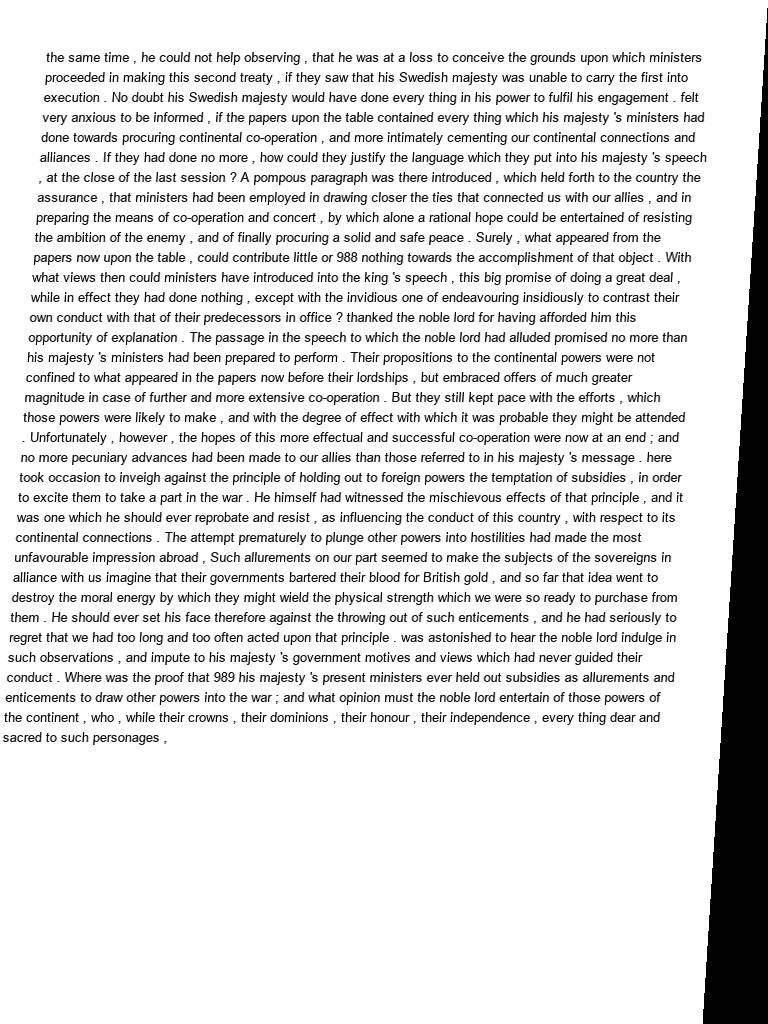 the same time , he could not help observing , that he was at a loss to conceive the grounds upon which ministers
proceeded in making this second treaty , if they saw that his Swedish majesty was unable to carry the first into
execution . No doubt his Swedish majesty would have done every thing in his power to fulfil his engagement . felt
very anxious to be informed , if the papers upon the table contained every thing which his majesty 's ministers had
done towards procuring continental co-operation , and more intimately cementing our continental connections and
alliances . If they had done no more , how could they justify the language which they put into his majesty 's speech
, at the close of the last session ? A pompous paragraph was there introduced , which held forth to the country the
assurance , that ministers had been employed in drawing closer the ties that connected us with our allies , and in
preparing the means of co-operation and concert , by which alone a rational hope could be entertained of resisting
the ambition of the enemy , and of finally procuring a solid and safe peace . Surely , what appeared from the
papers now upon the table , could contribute little or 988 nothing towards the accomplishment of that object . With
what views then could ministers have introduced into the king 's speech , this big promise of doing a great deal ,
while in effect they had done nothing , except with the invidious one of endeavouring insidiously to contrast their
own conduct with that of their predecessors in office ? thanked the noble lord for having afforded him this
opportunity of explanation . The passage in the speech to which the noble lord had alluded promised no more than
his majesty 's ministers had been prepared to perform . Their propositions to the continental powers were not
confined to what appeared in the papers now before their lordships , but embraced offers of much greater
magnitude in case of further and more extensive co-operation . But they still kept pace with the efforts , which
those powers were likely to make , and with the degree of effect with which it was probable they might be attended
. Unfortunately , however , the hopes of this more effectual and successful co-operation were now at an end ; and
no more pecuniary advances had been made to our allies than those referred to in his majesty 's message . here
took occasion to inveigh against the principle of holding out to foreign powers the temptation of subsidies , in order
to excite them to take a part in the war . He himself had witnessed the mischievous effects of that principle , and it
was one which he should ever reprobate and resist , as influencing the conduct of this country , with respect to its
continental connections . The attempt prematurely to plunge other powers into hostilities had made the most
unfavourable impression abroad , Such allurements on our part seemed to make the subjects of the sovereigns in
alliance with us imagine that their governments bartered their blood for British gold , and so far that idea went to
destroy the moral energy by which they might wield the physical strength which we were so ready to purchase from
them . He should ever set his face therefore against the throwing out of such enticements , and he had seriously to
regret that we had too long and too often acted upon that principle . was astonished to hear the noble lord indulge in
such observations , and impute to his majesty 's government motives and views which had never guided their
conduct . Where was the proof that 989 his majesty 's present ministers ever held out subsidies as allurements and
enticements to draw other powers into the war ; and what opinion must the noble lord entertain of those powers of
the continent , who , while their crowns , their dominions , their honour , their independence , every thing dear and
sacred to such personages ,